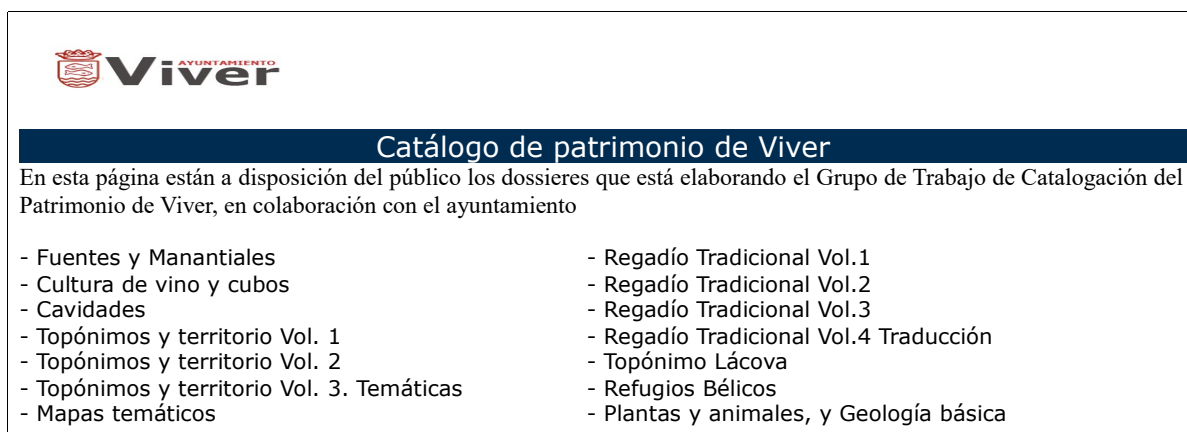 AYUNTAMIENTO
Viver
Catálogo de patrimonio de Viver
En esta página están a disposición del público los dossieres que está elaborando el Grupo de Trabajo de Catalogación del
Patrimonio de Viver, en colaboración con el ayuntamiento
- Fuentes y Manantiales
- Cultura de vino y cubos
- Cavidades
- Topónimos y territorio Vol. 1
- Topónimos y territorio Vol. 2
- Topónimos y territorio Vol. 3. Temáticas
- Mapas temáticos
- Regadío Tradicional Vol.1
- Regadío Tradicional Vol.2
- Regadío Tradicional Vol.3
- Regadío Tradicional Vol.4 Traducción
- Topónimo Lácova
- Refugios Bélicos
- Plantas y animales, y Geología básica